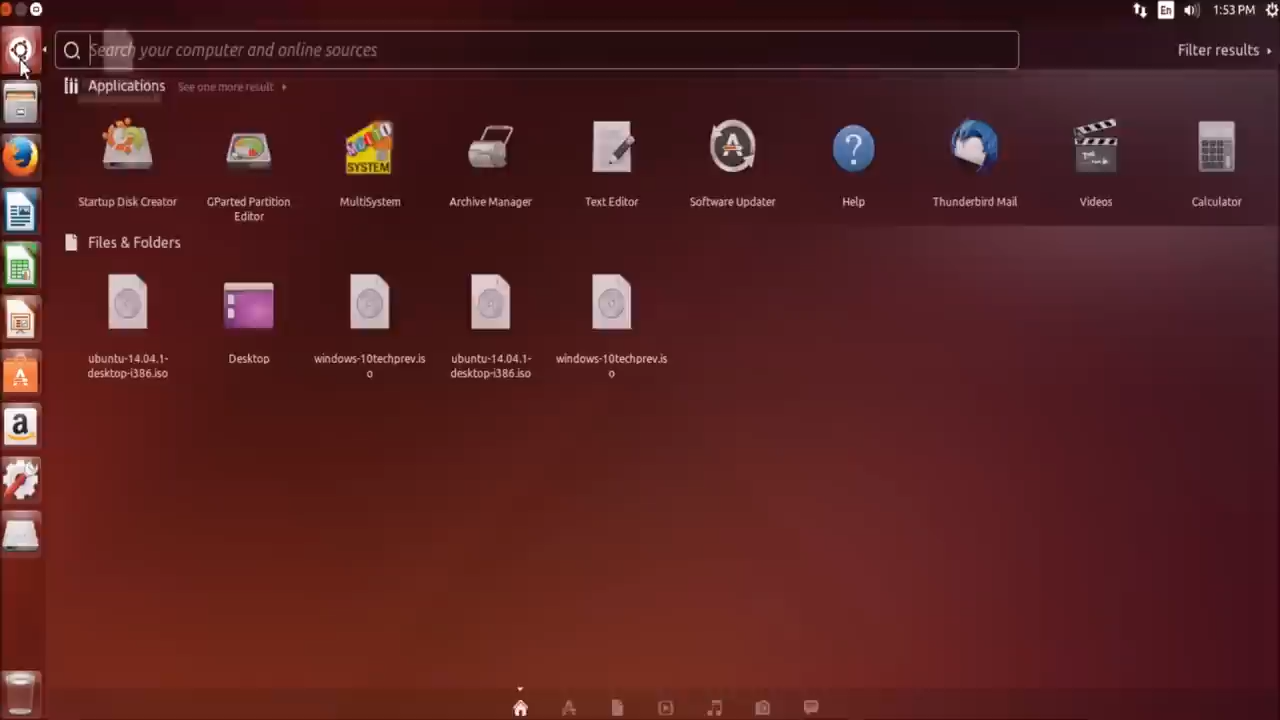 En
1:53 PM
Search your computer and online sources
Filter results
Applications
See one more result
SYSTEM
Startup Disk Creator
GParted Partition
Editor
MultiSystem
Archive Manager
Text Editor
Software Updater
Help
Thunderbird Mail
Videos
Calculator
Files & Folders
ubuntu-14.04.1-
desktop-i386.iso
Desktop
windows-10techprev.is
o
ubuntu-14.04.1-
desktop-i386.iso
windows-10techprev.is
o
a